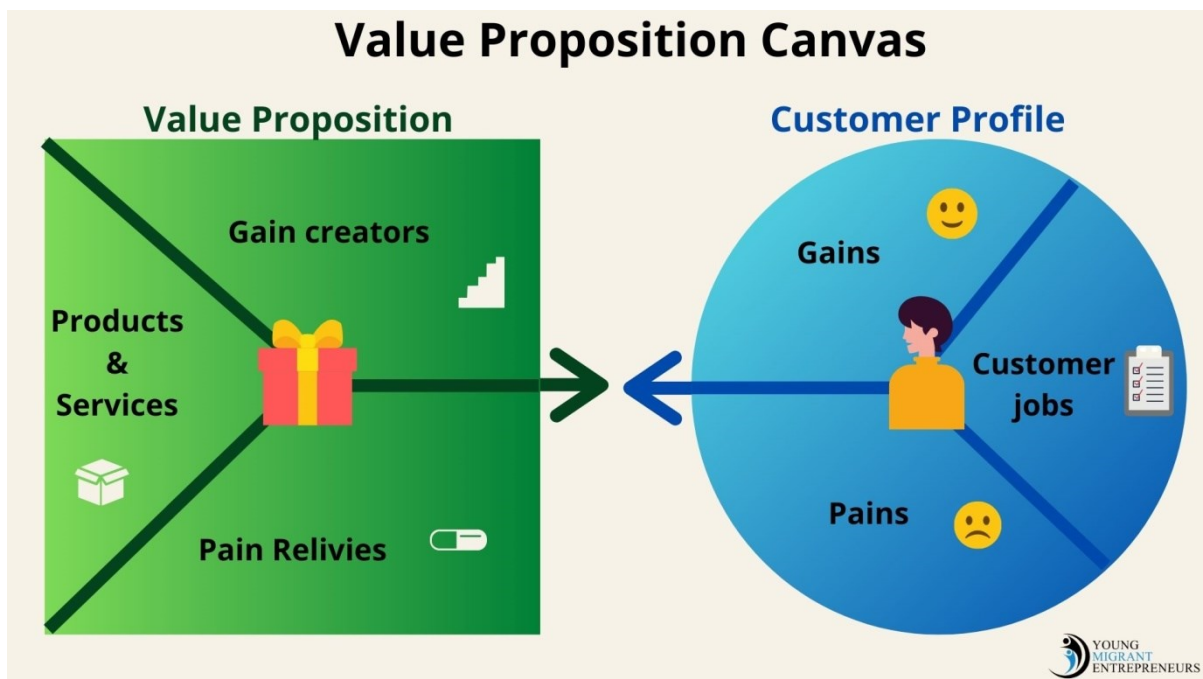 Value Proposition Canvas
Value Proposition
Customer Profile
Gain creators
Products
&
Services
Pain Relivies
Gains
Customer
jobs
Pains
YOUNG
MIGRANT
ENTREPRENEURS